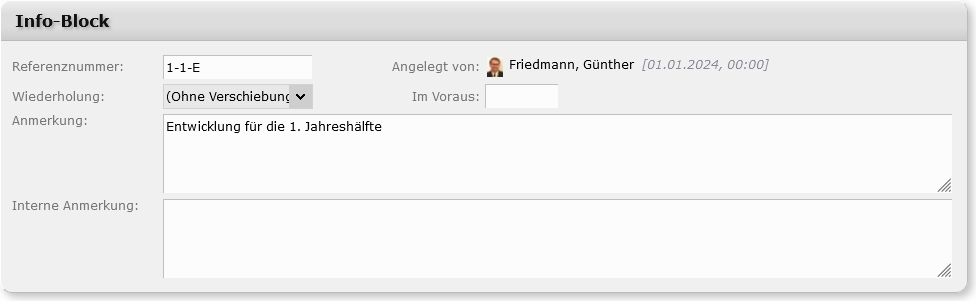 Info-Block
Referenznummer: 1-1-E Angelegt von: Friedmann, Günther [01.01.2024, 00:00]
Wiederholung: (Ohne Verschiebung Im Voraus:
Anmerkung: Entwicklung für die 1. Jahreshälfte
Interne Anmerkung: